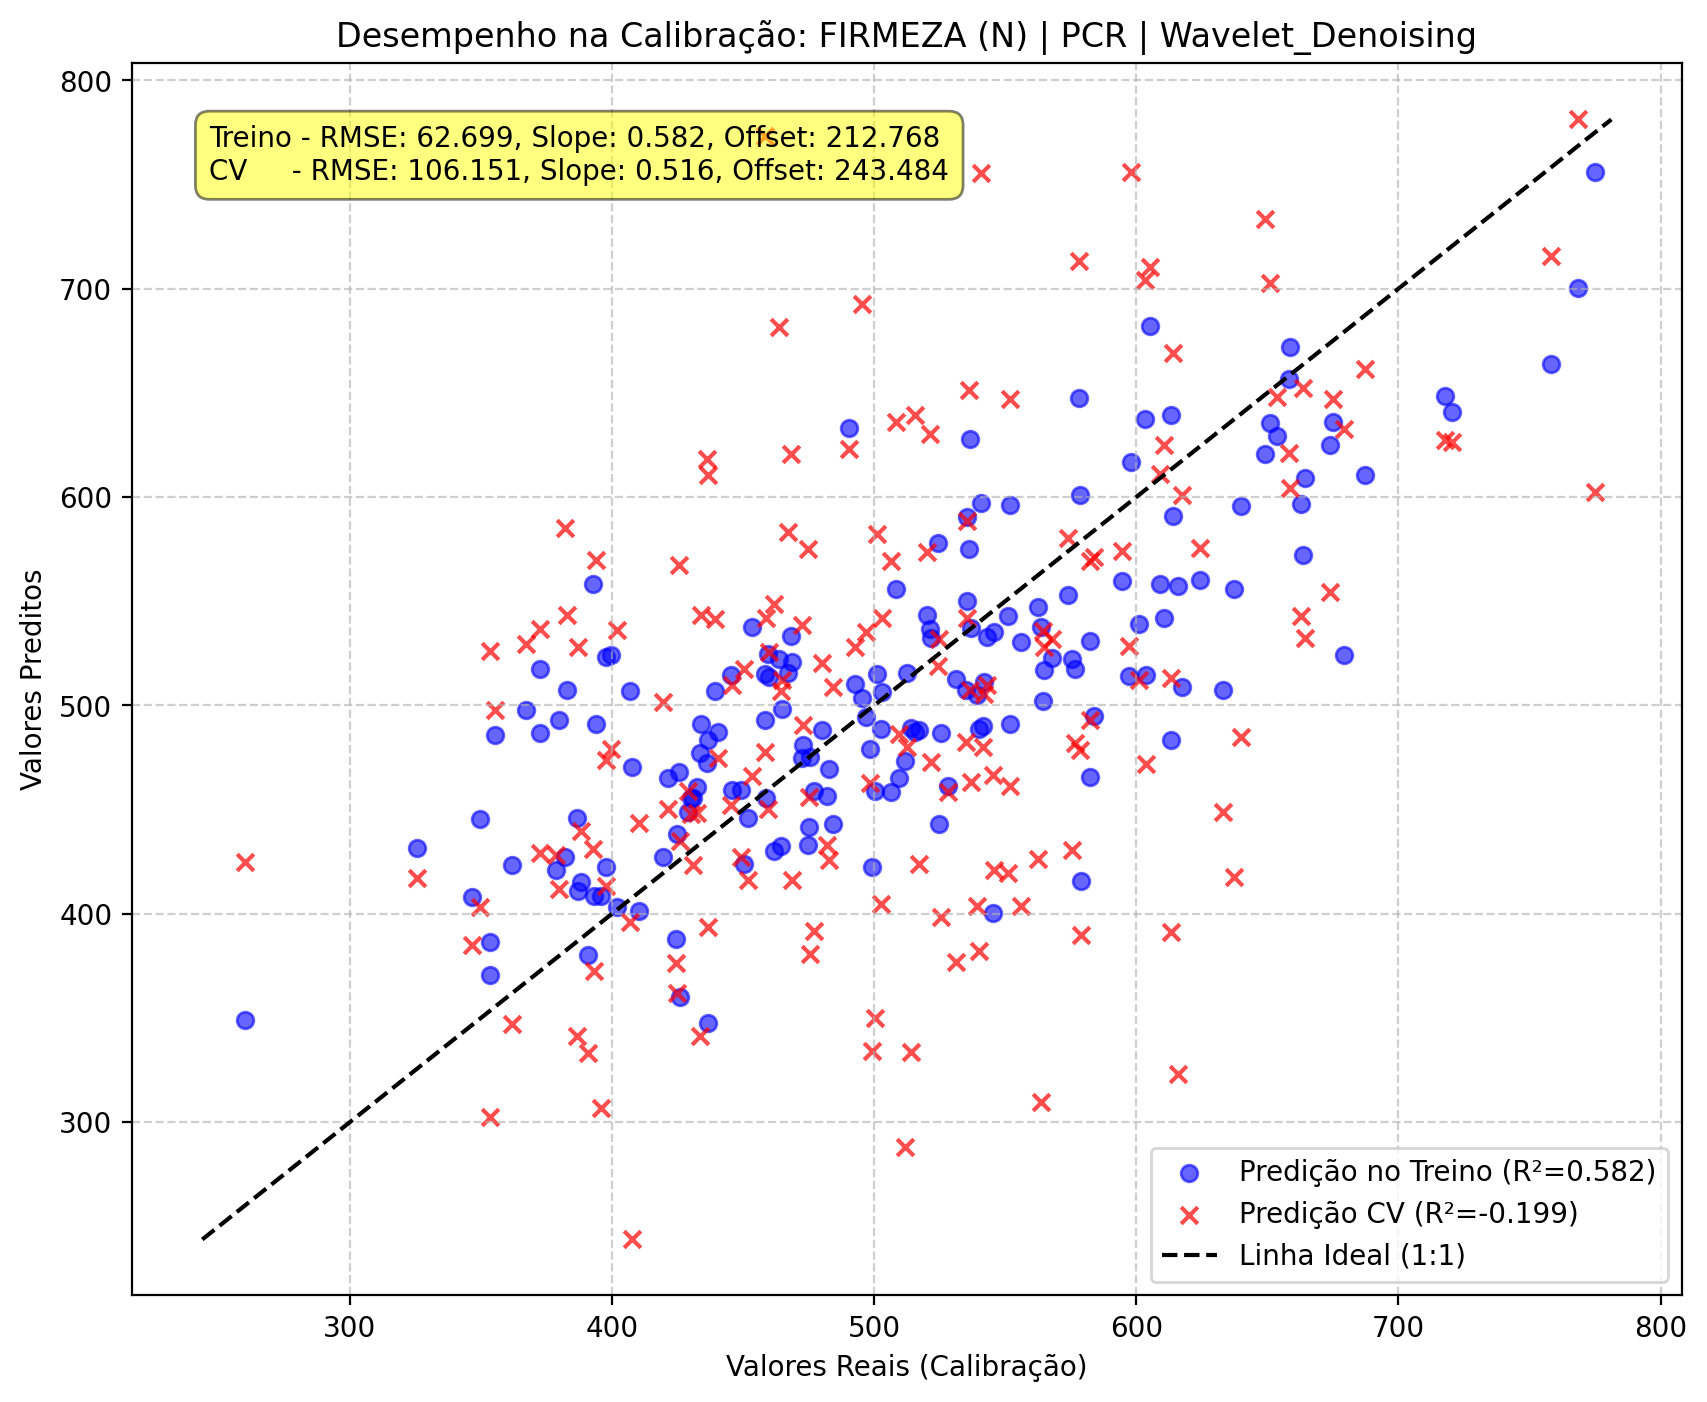 Desempenho na Calibração: FIRMEZA (N) | PCR | Wavelet_Denoising
Treino - RMSE: 62.699, Slope: 0.582, Offset: 212.768
CV - RMSE: 106.151, Slope: 0.516, Offset: 243.484
Valores Preditos
800
700
600
500
400
300
Predição no Treino (R²=0.582)
Predição CV (R²=-0.199)
Linha Ideal (1:1)
300 400 500 600 700 800
Valores Reais (Calibração)